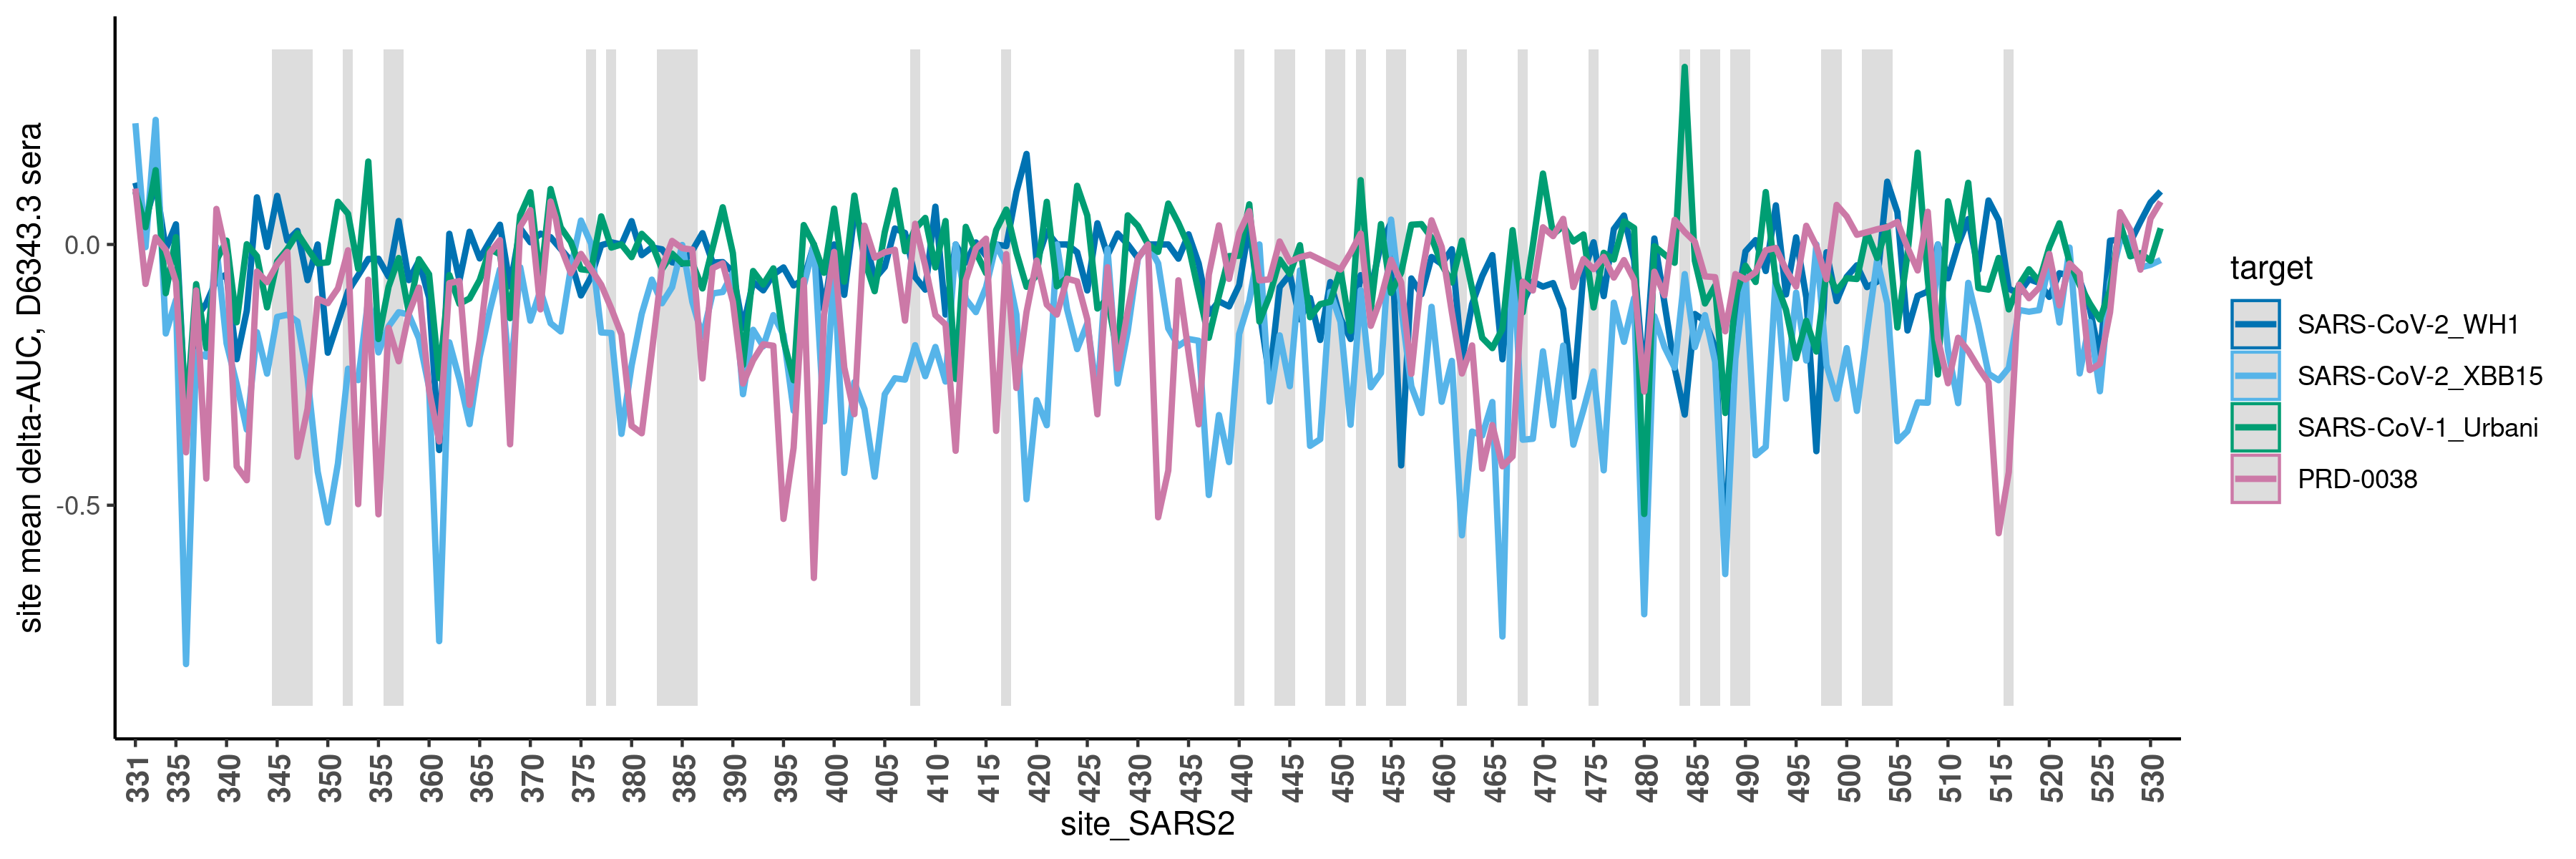 site mean delta-AUC, D6343.3 sera
0.0
-0.5
331 335 340 345 350 355 360 365 370 375 380 385 390 395 400 405 410 415 420 425 430 435 440 445 450 455 460 465 470 475 480 485 490 495 500 505 510 515 520 525 530
site_SARS2
target
SARS-CoV-2_WH1
SARS-CoV-2_XBB15
SARS-CoV-1_Urbani
PRD-0038